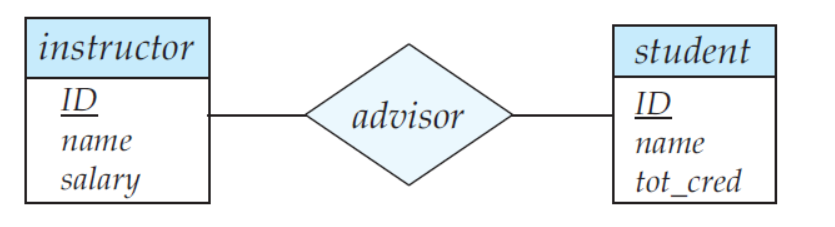 instructor
ID
name
salary
advisor
student
ID
name
tot_cred